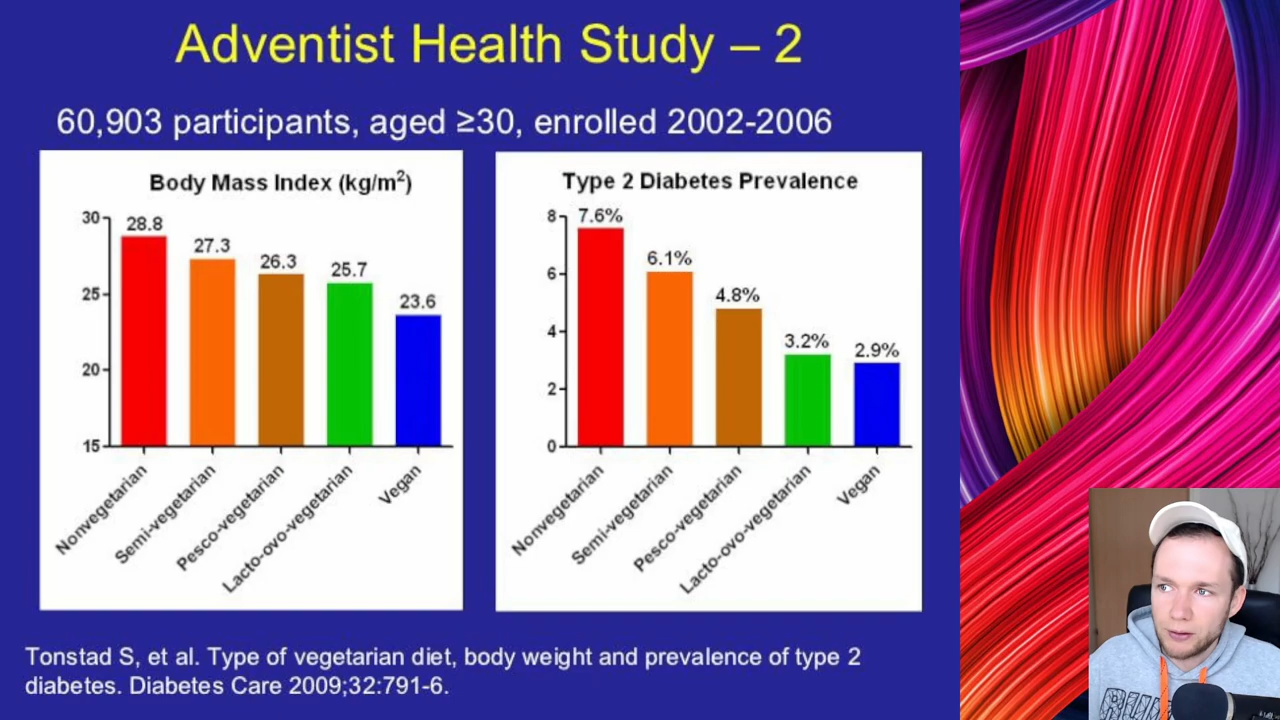 Adventist Health Study – 2
60,903 participants, aged ≥30, enrolled 2002-2006
Body Mass Index (kg/m²)
30
25
20
15
28.8
27.3
26.3
25.7
23.6
Nonvegetarian
Semi-vegetarian
Pesco-vegetarian
Lacto-ovo-vegetarian
Vegan
Type 2 Diabetes Prevalence
8
6
4
2
0
7.6%
6.1%
4.8%
3.2%
2.9%
Nonvegetarian
Semi-vegetarian
Pesco-vegetarian
Lacto-ovo-vegetarian
Vegan
Tonstad S, et al. Type of vegetarian diet, body weight and prevalence of type 2
diabetes. Diabetes Care 2009;32:791-6.